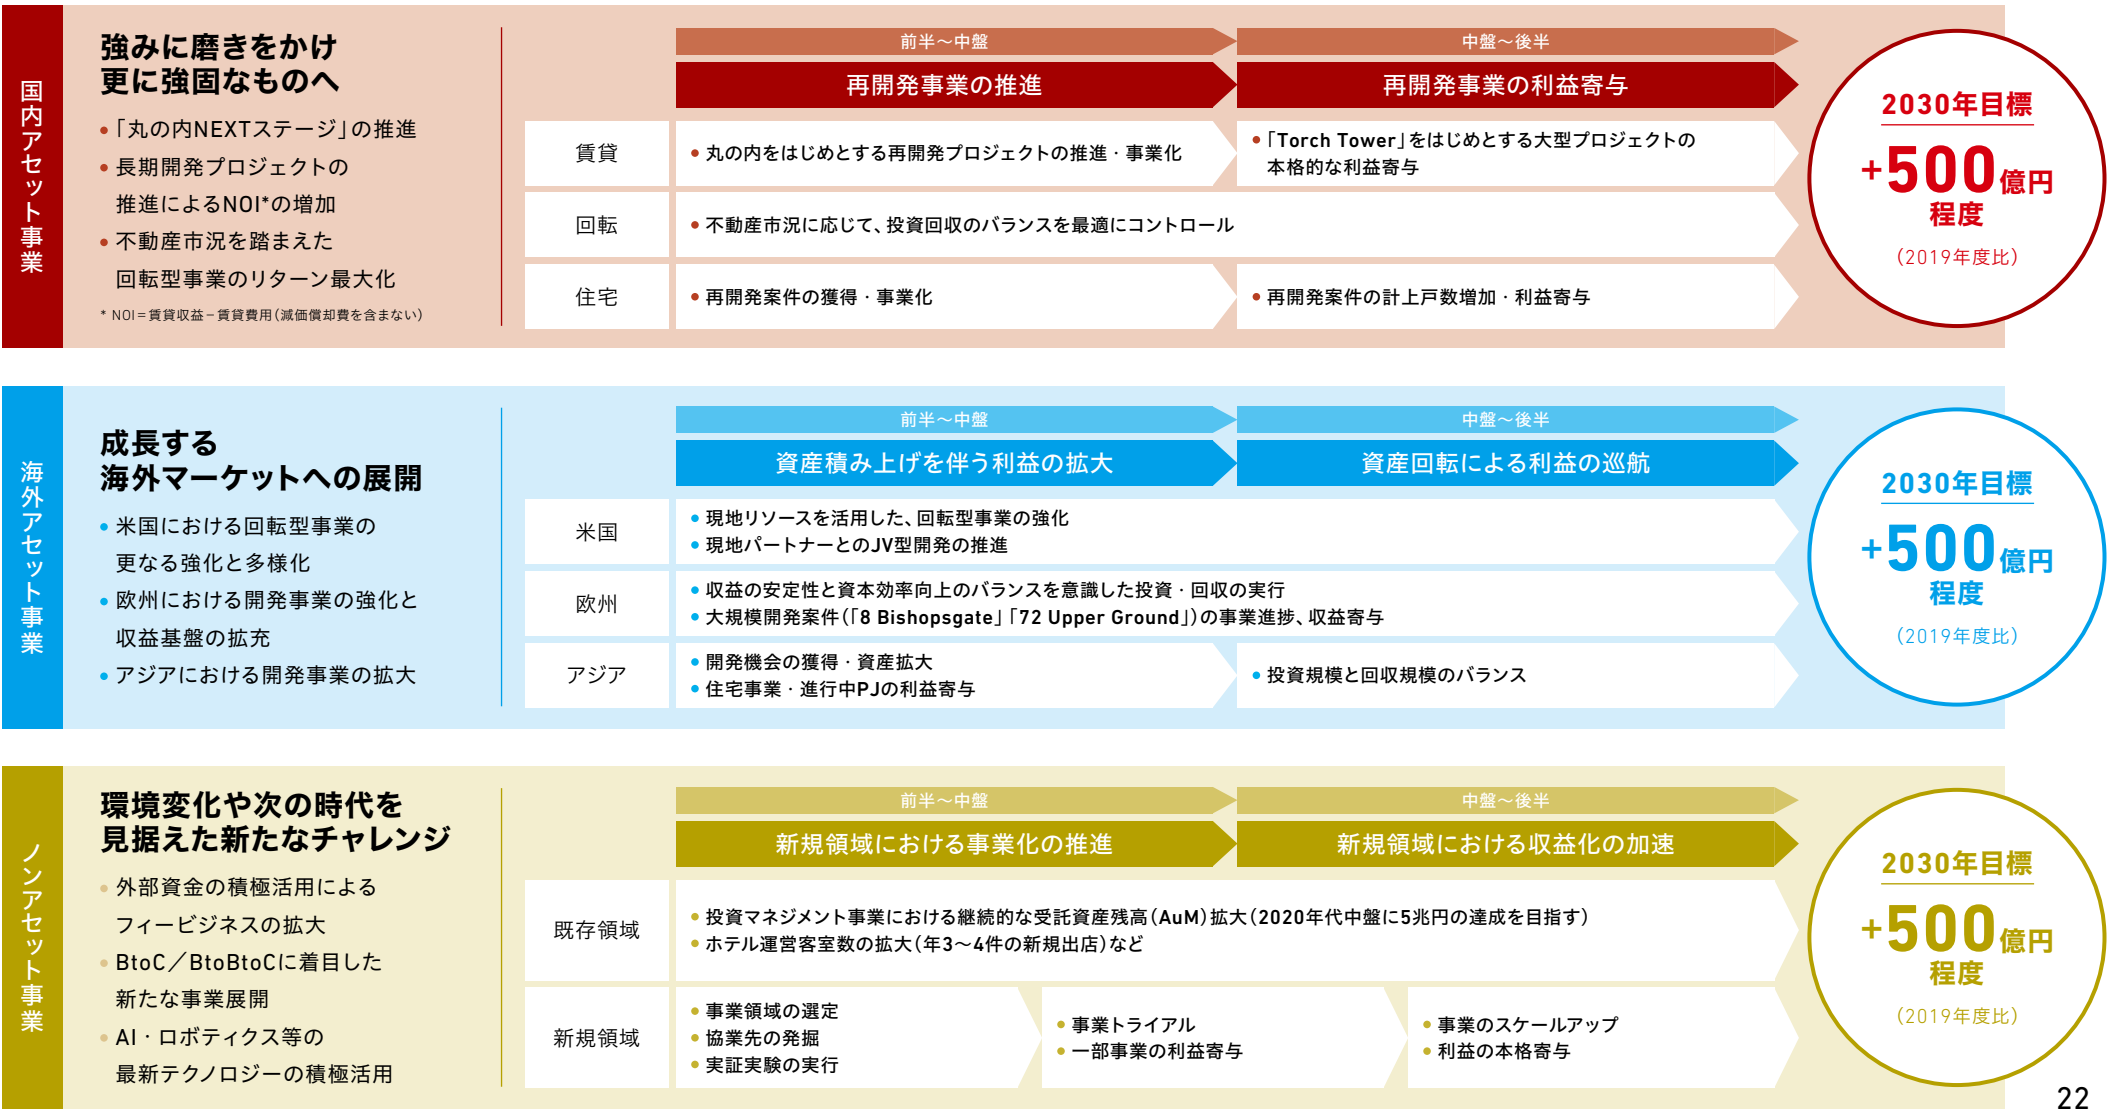 国内アセット事業
強みに磨きをかけ
更に強固なものへ
•「丸の内NEXTステージ」の推進
• 長期開発プロジェクトの
推進によるNOI*の増加
• 不動産市況を踏まえた
回転型事業のリターン最大化
* NOI=賃貸収益−賃貸費用(減価償却費を含まない)
前半〜中盤
中盤〜後半
再開発事業の推進
再開発事業の利益寄与
賃貸
• 丸の内をはじめとする再開発プロジェクトの推進・事業化
•「Torch Tower」をはじめとする大型プロジェクトの
本格的な利益寄与
回転
• 不動産市況に応じて、投資回収のバランスを最適にコントロール
住宅
• 再開発案件の獲得・事業化
• 再開発案件の計上戸数増加・利益寄与
2030年目標
+500億円
程度
(2019年度比)
海外アセット事業
成長する
海外マーケットへの展開
• 米国における回転型事業の
更なる強化と多様化
• 欧州における開発事業の強化と
収益基盤の拡充
• アジアにおける開発事業の拡大
前半〜中盤
中盤〜後半
資産積み上げを伴う利益の拡大
資産回転による利益の巡航
米国
• 現地リソースを活用した、回転型事業の強化
• 現地パートナーとのJV型開発の推進
欧州
• 収益の安定性と資本効率向上のバランスを意識した投資・回収の実行
• 大規模開発案件(「8 Bishopsgate」「72 Upper Ground」)の事業進捗、収益寄与
アジア
• 開発機会の獲得・資産拡大
• 住宅事業・進行中PJの利益寄与
• 投資規模と回収規模のバランス
2030年目標
+500億円
程度
(2019年度比)
ノンアセット事業
環境変化や次の時代を
見据えた新たなチャレンジ
• 外部資金の積極活用による
フィービジネスの拡大
• BtoC/BtoBtoCに着目した
新たな事業展開
• AI・ロボティクス等の
最新テクノロジーの積極活用
前半〜中盤
中盤〜後半
新規領域における事業化の推進
新規領域における収益化の加速
既存領域
• 投資マネジメント事業における継続的な受託資産残高(AuM)拡大(2020年代中盤に5兆円の達成を目指す)
• ホテル運営客室数の拡大(年3〜4件の新規出店)など
新規領域
• 事業領域の選定
• 協業先の発掘
• 実証実験の実行
• 事業トライアル
• 一部事業の利益寄与
• 事業のスケールアップ
• 利益の本格寄与
2030年目標
+500億円
程度
(2019年度比)
22